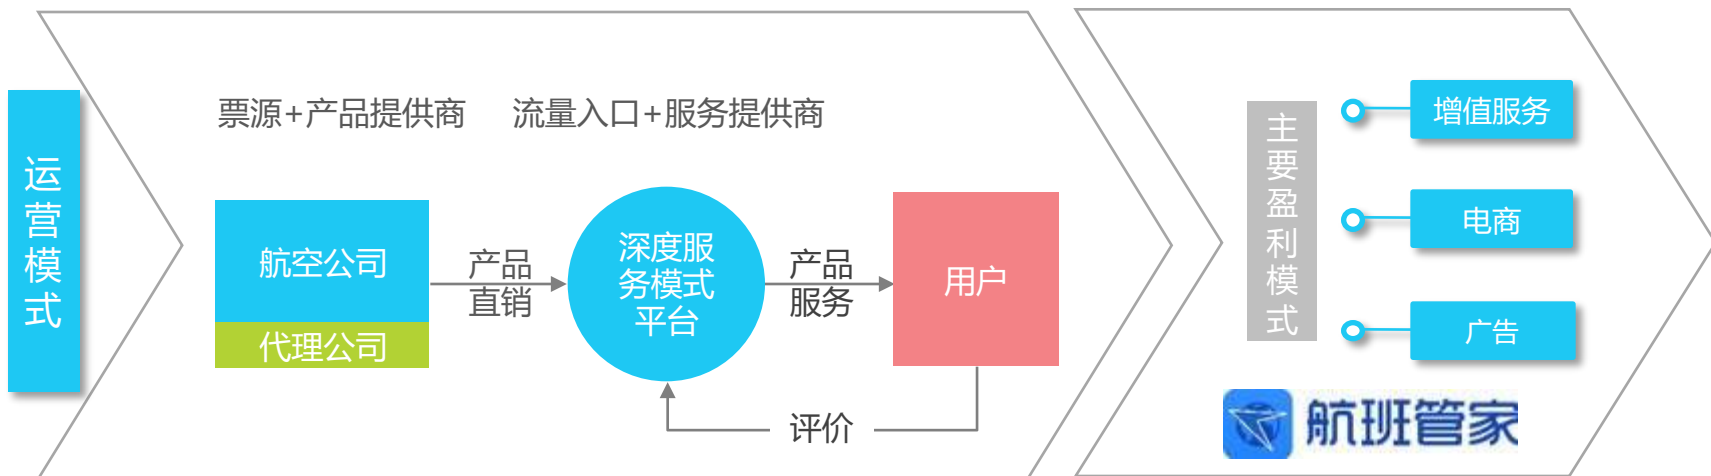 运营模式
票源+产品提供商
流量入口+服务提供商
航空公司
代理公司
产品
直销
深度服
务模式
平台
产品
服务
用户
评价
主要盈利模式
增值服务
电商
广告
航班管家